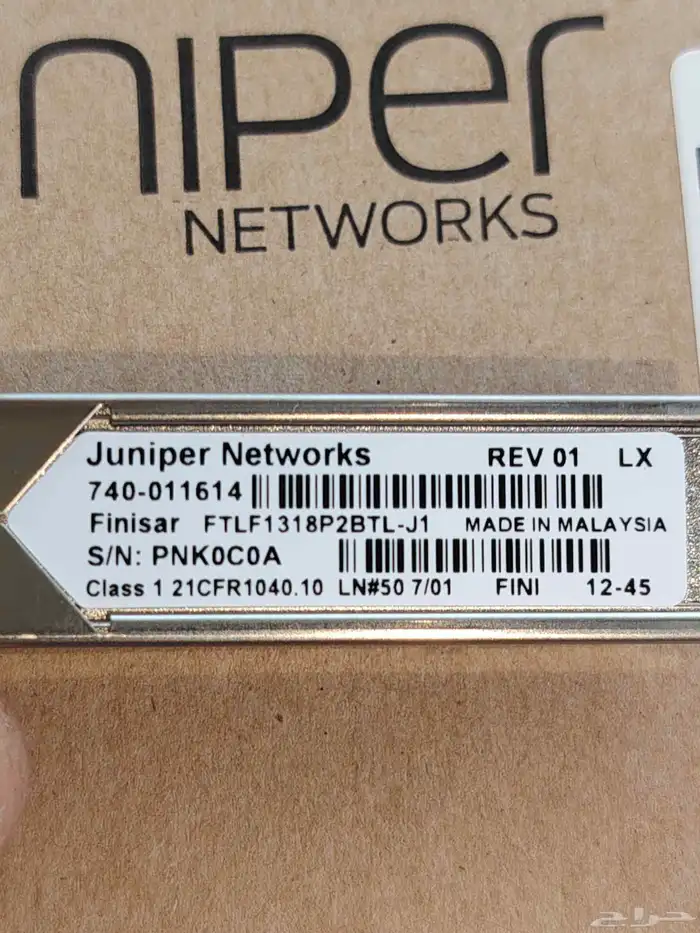 uniper
NETWORKS
Juniper Networks REV 01 LX
740-011614
Finisar FTLF1318P2BTL-J1 MADE IN MALAYSIA
S/N: PNK0C0A
Class 1 21CFR1040.10 LN#50 7/01 FINI 12-45
حراج